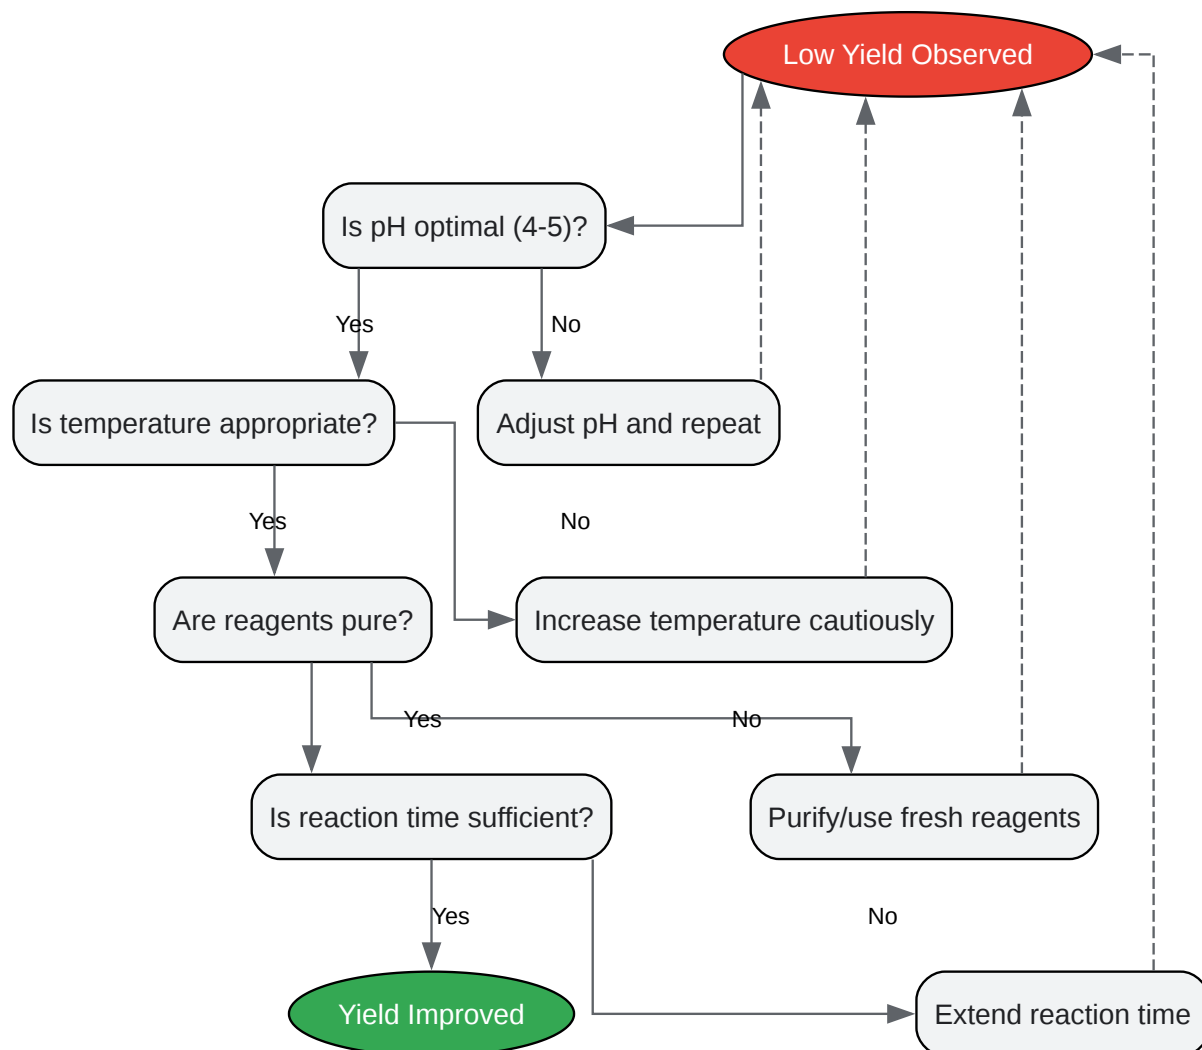 Low Yield Observed
Is pH optimal (4-5)?
Yes
No
Is temperature appropriate?
Adjust pH and repeat
Yes
No
Are reagents pure?
Increase temperature cautiously
Yes
No
Is reaction time sufficient?
Purify/use fresh reagents
Yes
No
Yield Improved
Extend reaction time